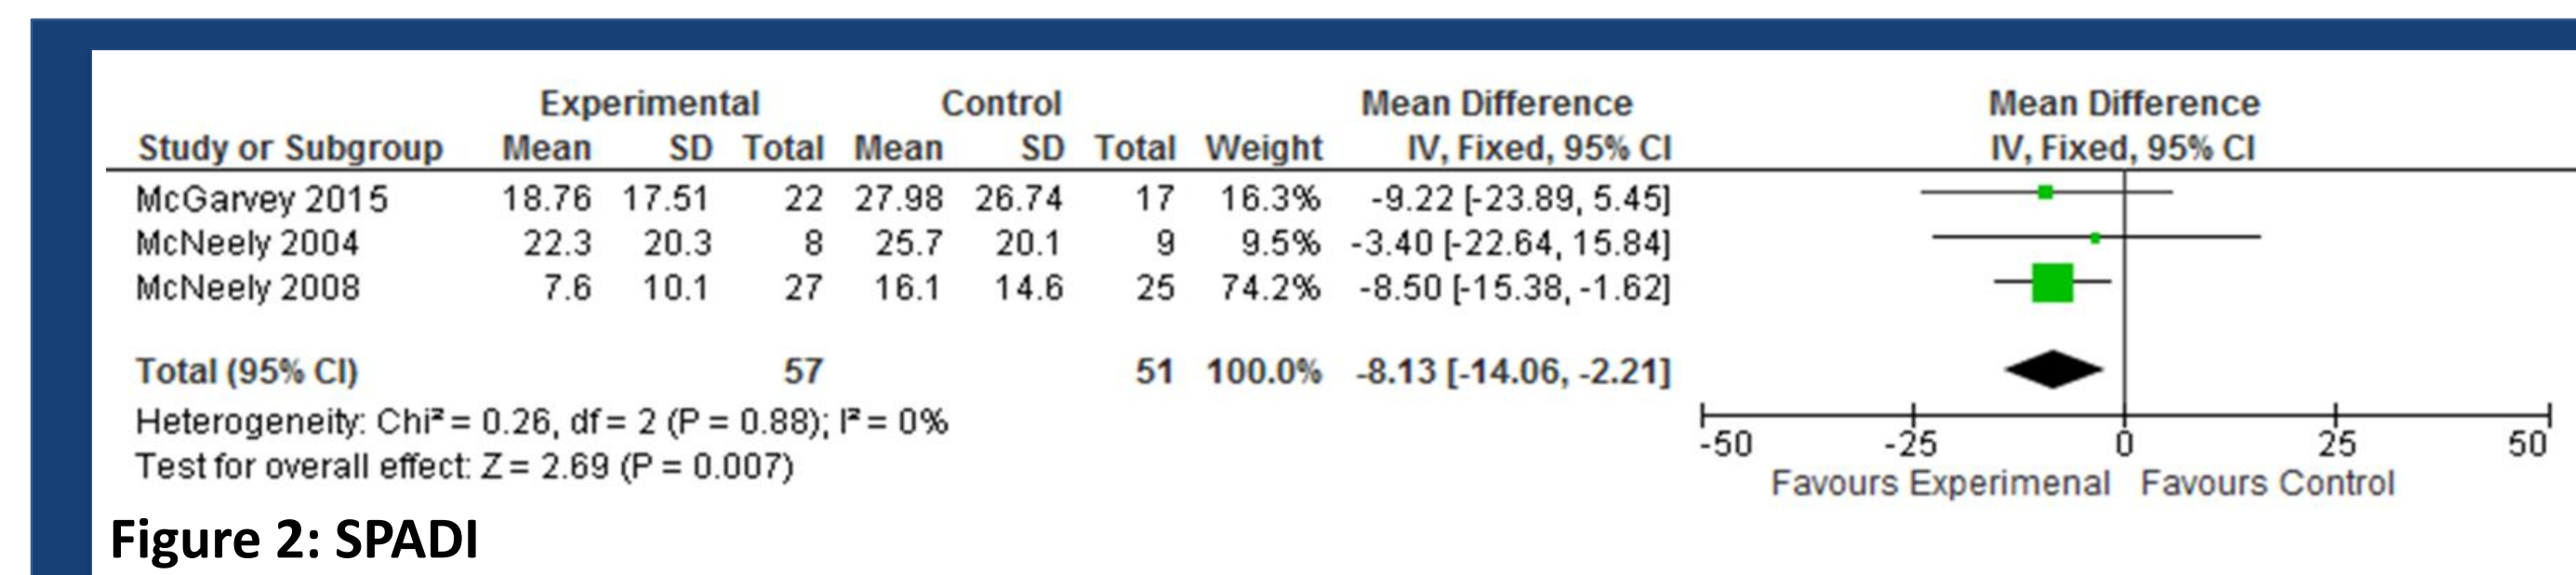 Experimental Control Mean Difference Mean Difference
Study or Subgroup Mean SD Total Mean SD Total Weight IV, Fixed, 95% CI IV, Fixed, 95% CI
McGarvey 2015 18.76 17.51 22 27.98 26.74 17 16.3% -9.22 [-23.89, 5.45]
McNeely 2004 22.3 20.3 8 25.7 20.1 9 9.5% -3.40 [-22.64, 15.84]
McNeely 2008 7.6 10.1 27 16.1 14.6 25 74.2% -8.50 [-15.38, -1.62]
Total (95% CI) 57 51 100.0% -8.13 [-14.06, -2.21]
Heterogeneity: Chi² = 0.26, df = 2 (P = 0.88); I² = 0%
Test for overall effect: Z = 2.69 (P = 0.007)
-50 -25 0 25 50
Favours Experimenal Favours Control
Figure 2: SPADI